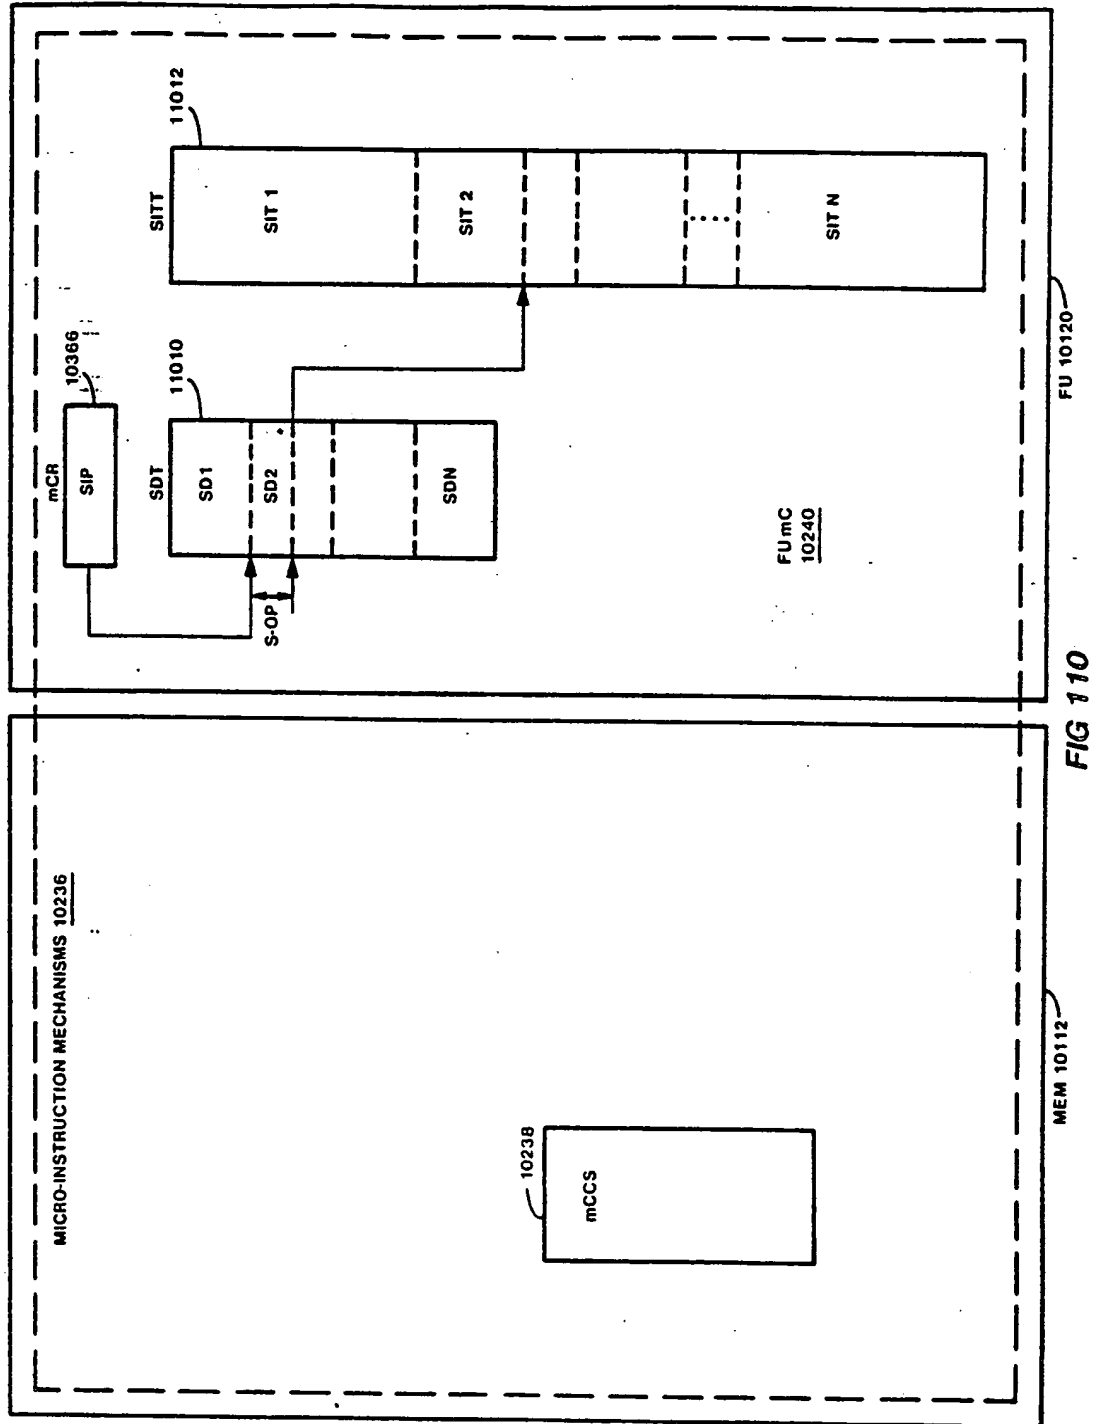 MICRO-INSTRUCTION MECHANISMS 10236
mCCS
10238
MEM 10112
mCR
SIP
10366
SDT
11010
SD1
SD2
SDN
S-OP
SITT
11012
SIT 1
SIT 2
SIT N
FUmC
10240
FU 10120
FIG 110